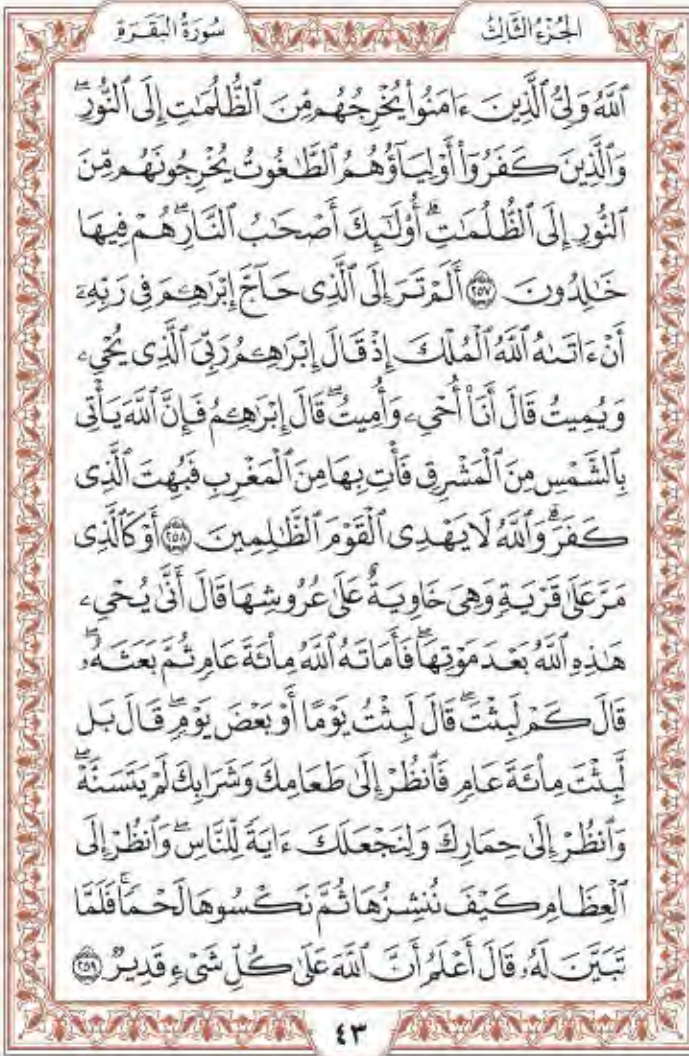 الجُزْءُ الثَّالِثُ
سُورَةُ الْبَقَرَةِ
ٱللَّهُ وَلِيُّ ٱلَّذِينَ ءَامَنُوا۟ يُخْرِجُهُم مِّنَ ٱلظُّلُمَٰتِ إِلَى ٱلنُّورِۖ
وَٱلَّذِينَ كَفَرُوٓا۟ أَوْلِيَآؤُهُمُ ٱلطَّٰغُوتُ يُخْرِجُونَهُم مِّنَ
ٱلنُّورِ إِلَى ٱلظُّلُمَٰتِۗ أُو۟لَٰٓئِكَ أَصْحَٰبُ ٱلنَّارِۖ هُمْ فِيهَا
خَٰلِدُونَ ٢٥٧ أَلَمْ تَرَ إِلَى ٱلَّذِى حَآجَّ إِبْرَٰهِۦمَ فِى رَبِّهِۦٓ
أَنْ ءَاتَىٰهُ ٱللَّهُ ٱلْمُلْكَ إِذْ قَالَ إِبْرَٰهِۦمُ رَبِّىَ ٱلَّذِى يُحْىِۦ
وَيُمِيتُ قَالَ أَنَا۠ أُحْىِۦ وَأُمِيتُۖ قَالَ إِبْرَٰهِۦمُ فَإِنَّ ٱللَّهَ يَأْتِى
بِٱلشَّمْسِ مِنَ ٱلْمَشْرِقِ فَأْتِ بِهَا مِنَ ٱلْمَغْرِبِ فَبُهِتَ ٱلَّذِى
كَفَرَۗ وَٱللَّهُ لَا يَهْدِى ٱلْقَوْمَ ٱلظَّٰلِمِينَ ٢٥٨ أَوْ كَٱلَّذِى
مَرَّ عَلَىٰ قَرْيَةٍ وَهِىَ خَاوِيَةٌ عَلَىٰ عُرُوشِهَا قَالَ أَنَّىٰ يُحْىِۦ
هَٰذِهِ ٱللَّهُ بَعْدَ مَوْتِهَاۖ فَأَمَاتَهُ ٱللَّهُ مِا۟ئَةَ عَامٍ ثُمَّ بَعَثَهُۥۖ
قَالَ كَمْ لَبِثْتَۖ قَالَ لَبِثْتُ يَوْمًا أَوْ بَعْضَ يَوْمٍۖ قَالَ بَل
لَّبِثْتَ مِا۟ئَةَ عَامٍ فَٱنظُرْ إِلَىٰ طَعَامِكَ وَشَرَابِكَ لَمْ يَتَسَنَّهْۖ
وَٱنظُرْ إِلَىٰ حِمَارِكَ وَلِنَجْعَلَكَ ءَايَةً لِّلنَّاسِۖ وَٱنظُرْ إِلَى
ٱلْعِظَامِ كَيْفَ نُنشِزُهَا ثُمَّ نَكْسُوهَا لَحْمًاۚ فَلَمَّا
تَبَيَّنَ لَهُۥ قَالَ أَعْلَمُ أَنَّ ٱللَّهَ عَلَىٰ كُلِّ شَىْءٍ قَدِيرٌ ٢٥٩
٤٣